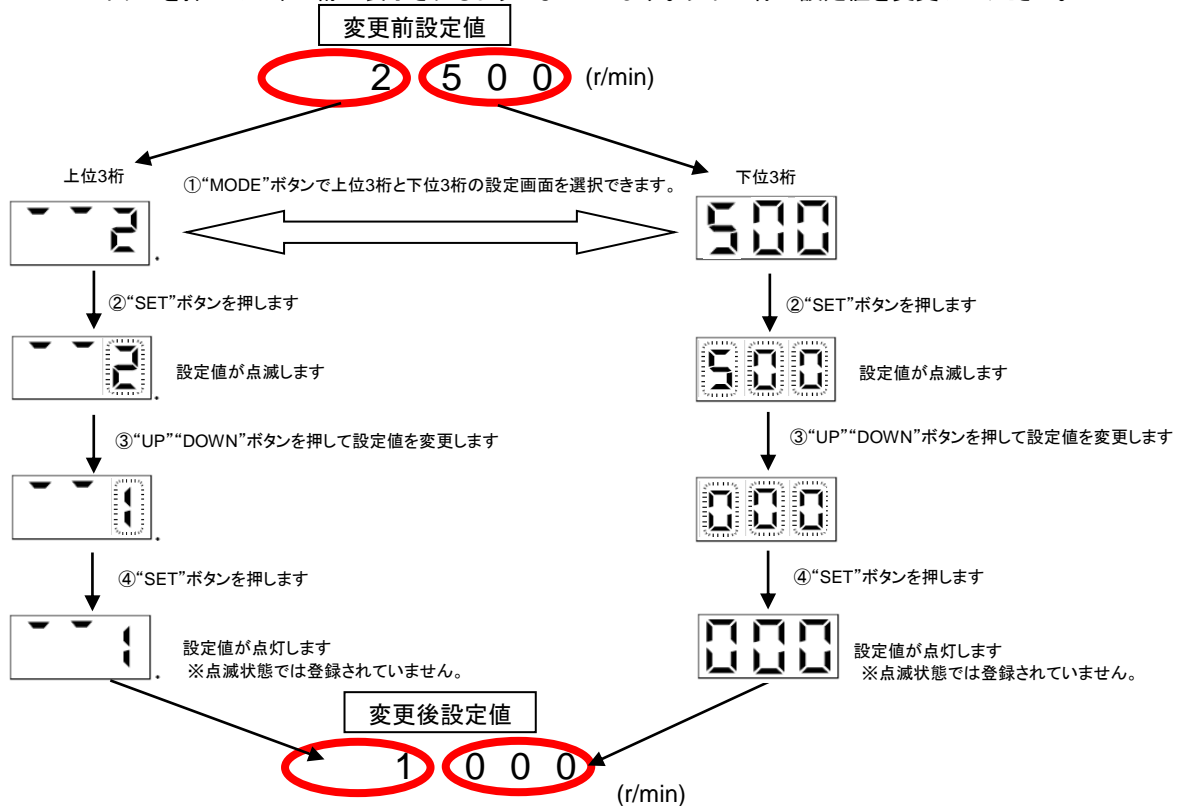 変更前設定値
2 5 0 0 (r/min)
上位3桁
①“MODE”ボタンで上位3桁と下位3桁の設定画面を選択できます。
下位3桁
2.
500
②“SET”ボタンを押します
②“SET”ボタンを押します
2.
設定値が点滅します
500
設定値が点滅します
③“UP”“DOWN”ボタンを押して設定値を変更します
③“UP”“DOWN”ボタンを押して設定値を変更します
1.
000
④“SET”ボタンを押します
④“SET”ボタンを押します
1.
設定値が点灯します
※点滅状態では登録されていません。
000
設定値が点灯します
※点滅状態では登録されていません。
変更後設定値
1 0 0 0
(r/min)